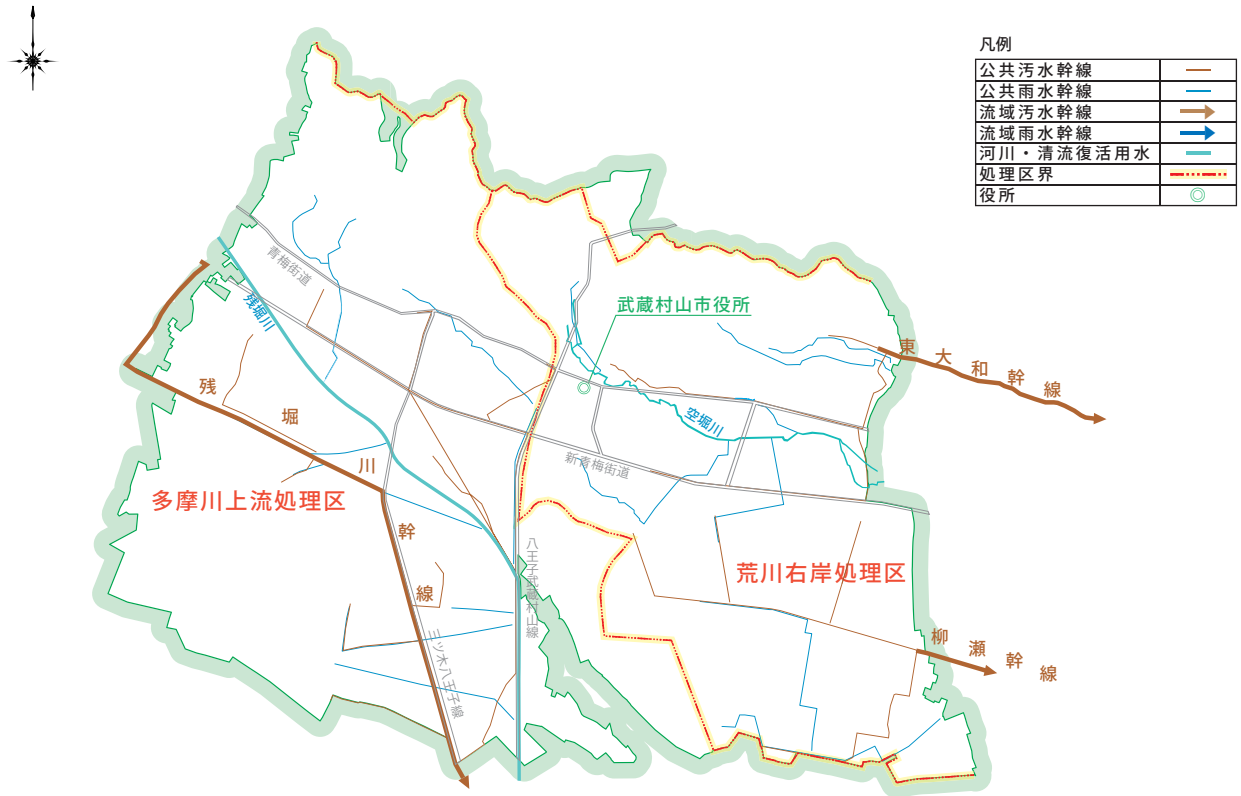 凡例
公共汚水幹線
公共雨水幹線
流域汚水幹線
流域雨水幹線
河川・清流復活用水
処理区界
役所
青梅街道
残堀川
武蔵村山市役所
東大和幹線
残堀川幹線
空堀川
新青梅街道
多摩川上流処理区
八王子武蔵村山線
荒川右岸処理区
三ツ木八王子線
柳瀬幹線